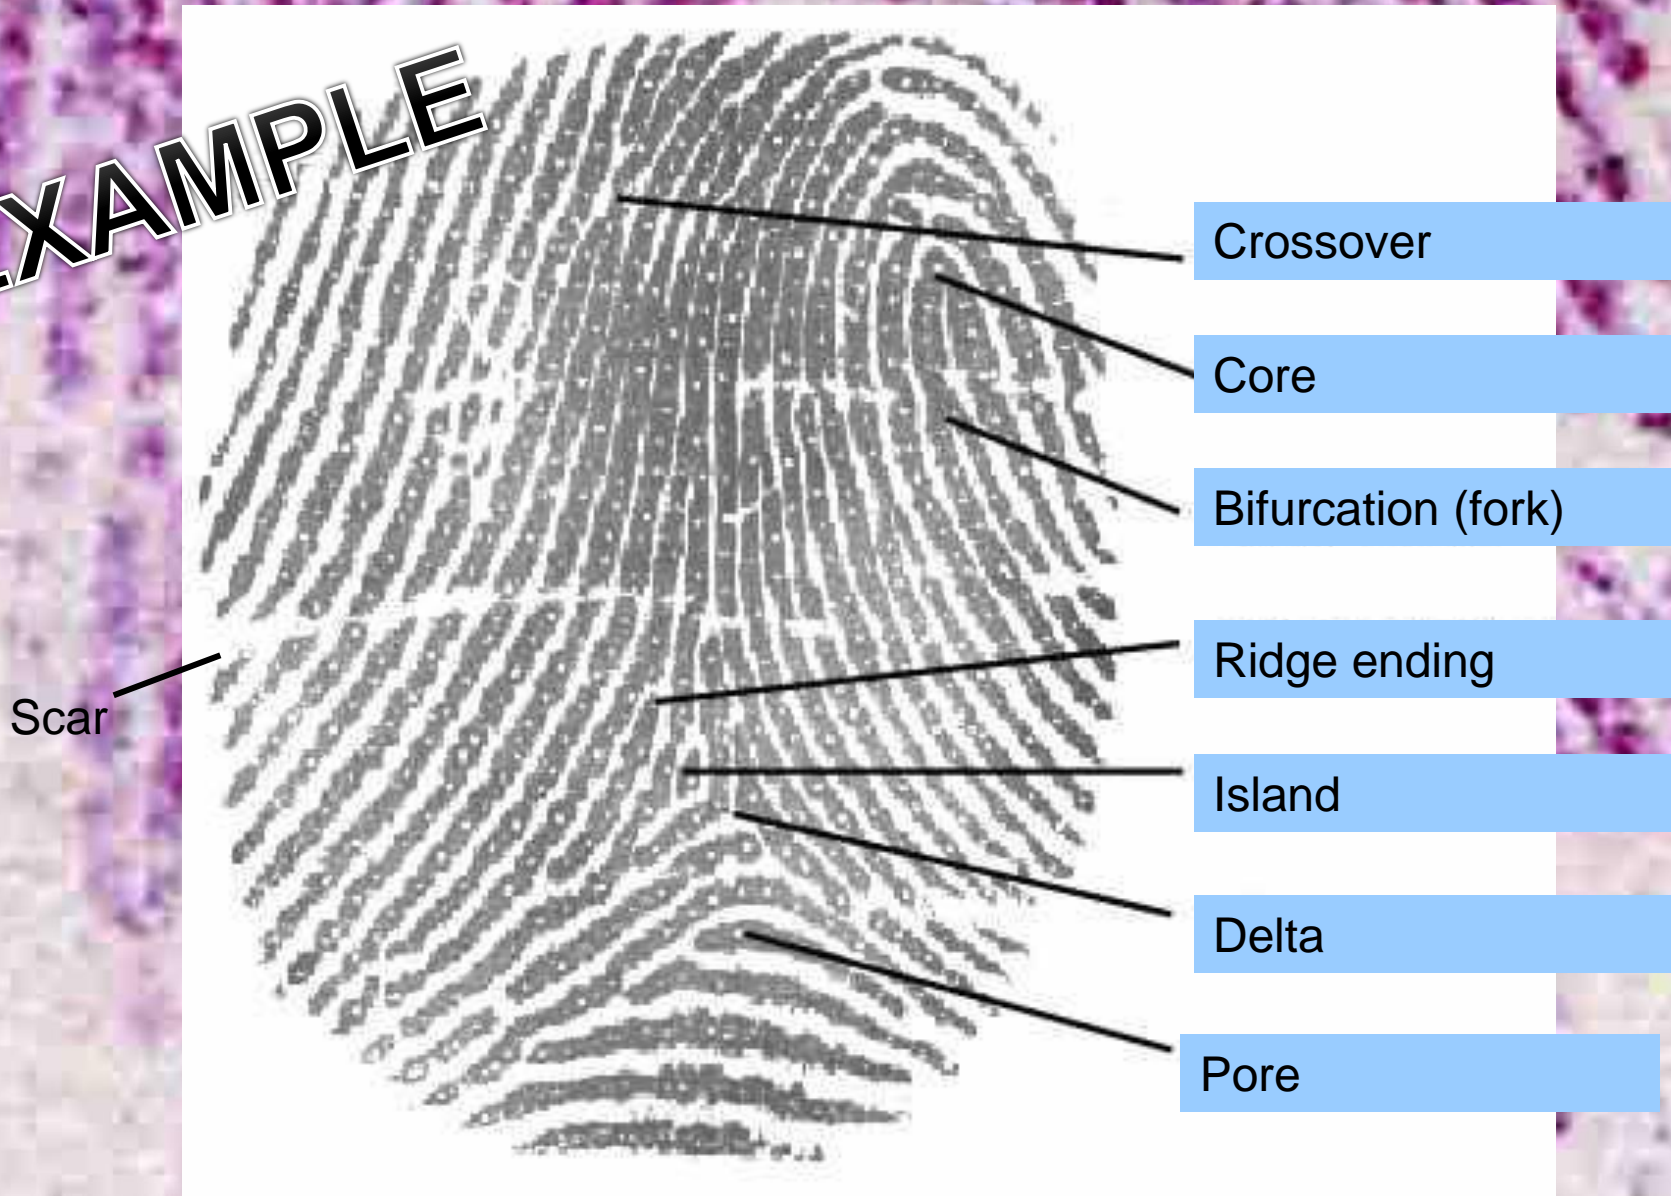 XAMPLE
Crossover
Core
Bifurcation (fork)
Ridge ending
Scar
Island
Delta
Pore